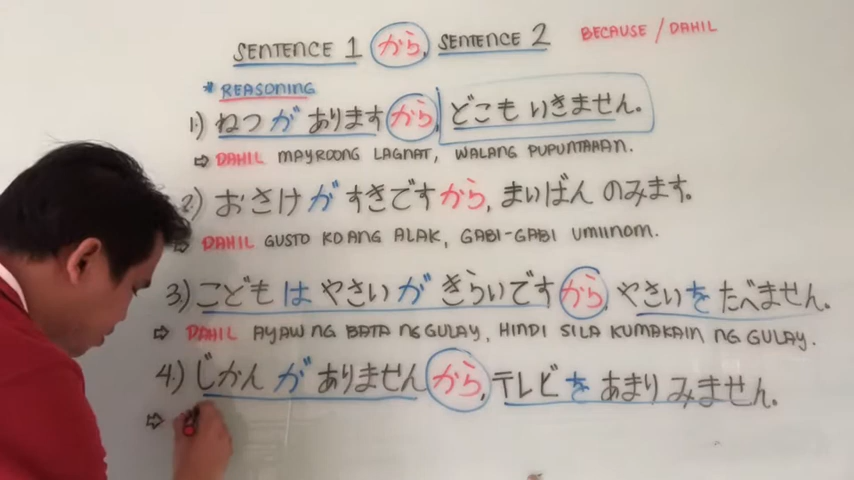 SENTENCE 1 から, SENTENCE 2 BECAUSE / DAHIL
* REASONING
1) ねつ が あります から, どこも いきません。
⇨ DAHIL MAYROONG LAGNAT, WALANG PUPUNTAHAN.
2.) おさけ が すきです から, まいばん のみます。
⇨ DAHIL GUSTO KO ANG ALAK, GABI-GABI UMIINOM.
3) こども は やさい が きらいです から, やさい を たべません。
⇨ DAHIL AYAW NG BATA NG GULAY, HINDI SILA KUMAKAIN NG GULAY.
4.) じかん が ありません から, テレビ を あまり みません。
⇨